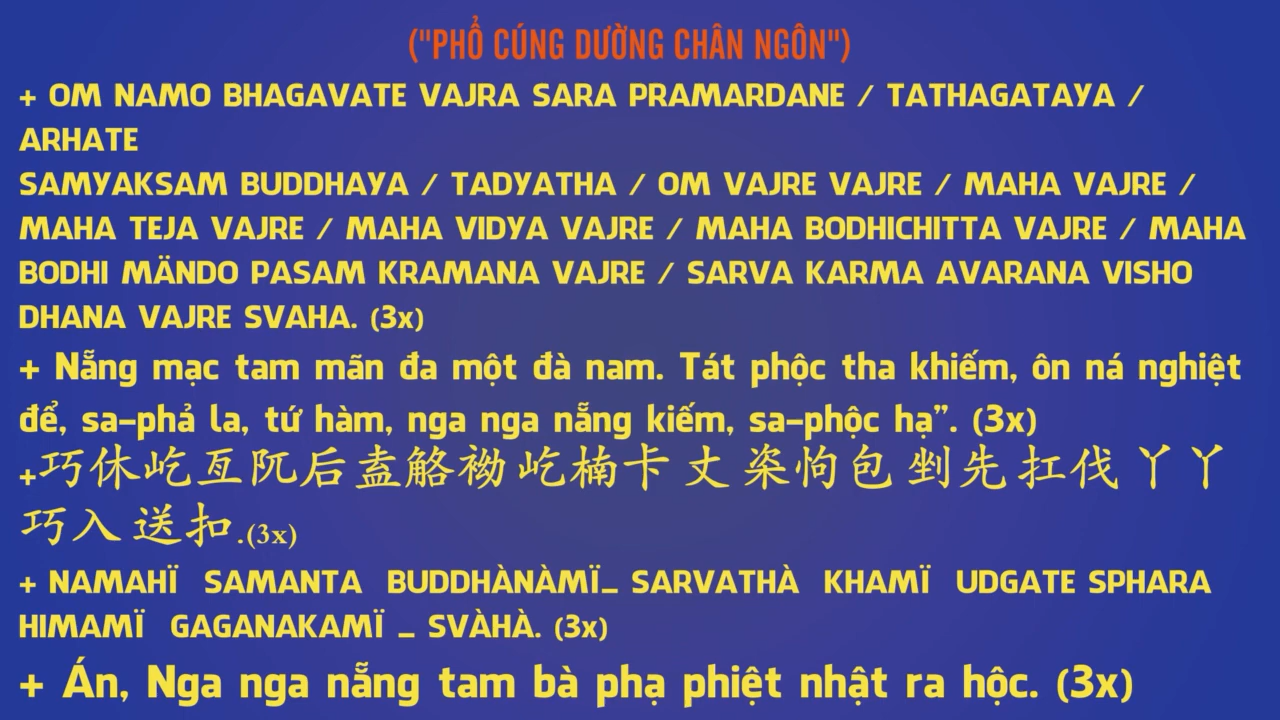 ("PHỔ CÚNG DƯỜNG CHÂN NGÔN")
+ OM NAMO BHAGAVATE VAJRA SARA PRAMARDANE / TATHAGATAYA /
ARHATE
SAMYAKSAM BUDDHAYA / TADYATHA / OM VAJRE VAJRE / MAHA VAJRE /
MAHA TEJA VAJRE / MAHA VIDYA VAJRE / MAHA BODHICHITTA VAJRE / MAHA
BODHI MÄNDO PASAM KRAMANA VAJRE / SARVA KARMA AVARANA VISHO
DHANA VAJRE SVAHA. (3x)
+ Nẵng mạc tam mãn đa một đà nam. Tát phộc tha khiếm, ôn ná nghiệt
để, sa-phả la, tứ hàm, nga nga nẵng kiếm, sa-phộc hạ”. (3x)
+巧休屹亙阢后盍觡袎屹楠卡丈粢怐包剉先扛伐丫丫
巧入送扣.(3x)
+ NAMAHÏ SAMANTA BUDDHÀNÀMÏ_ SARVATHÀ KHAMÏ UDGATE SPHARA
HIMAMÏ GAGANAKAMÏ _ SVÀHÀ. (3x)
+ Án, Nga nga nẵng tam bà phạ phiệt nhật ra hộc. (3x)